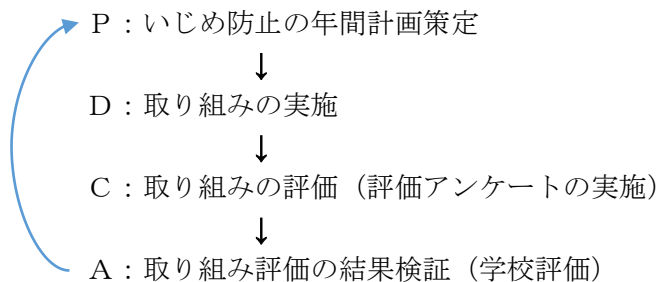 Ｐ：いじめ防止の年間計画策定
↓
Ｄ：取り組みの実施
↓
Ｃ：取り組みの評価（評価アンケートの実施）
↓
Ａ：取り組み評価の結果検証（学校評価）